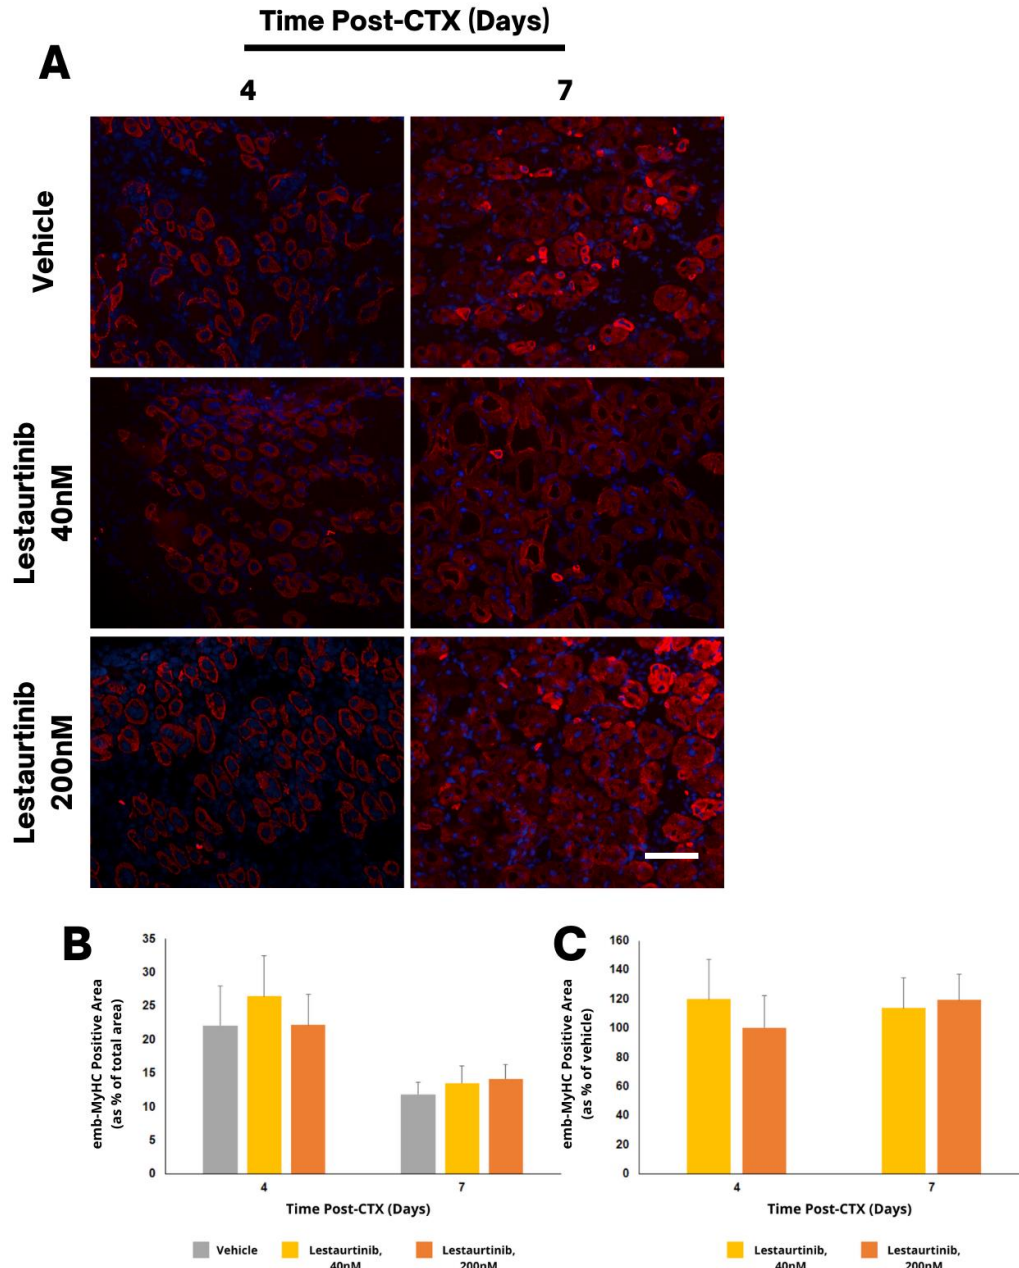 Time Post-CTX (Days)
A
4
7
Vehicle
Lestaurtinib
40nM
Lestaurtinib
200nM
B
35
30
25
20
15
10
5
0
emb-MyHC Positive Area
(as % of total area)
4
7
Time Post-CTX (Days)
Vehicle
Lestaurtinib,
40nM
Lestaurtinib,
200nM
C
160
140
120
100
80
60
40
20
0
emb-MyHC Positive Area
(as % of vehicle)
4
7
Time Post-CTX (Days)
Lestaurtinib,
40nM
Lestaurtinib,
200nM